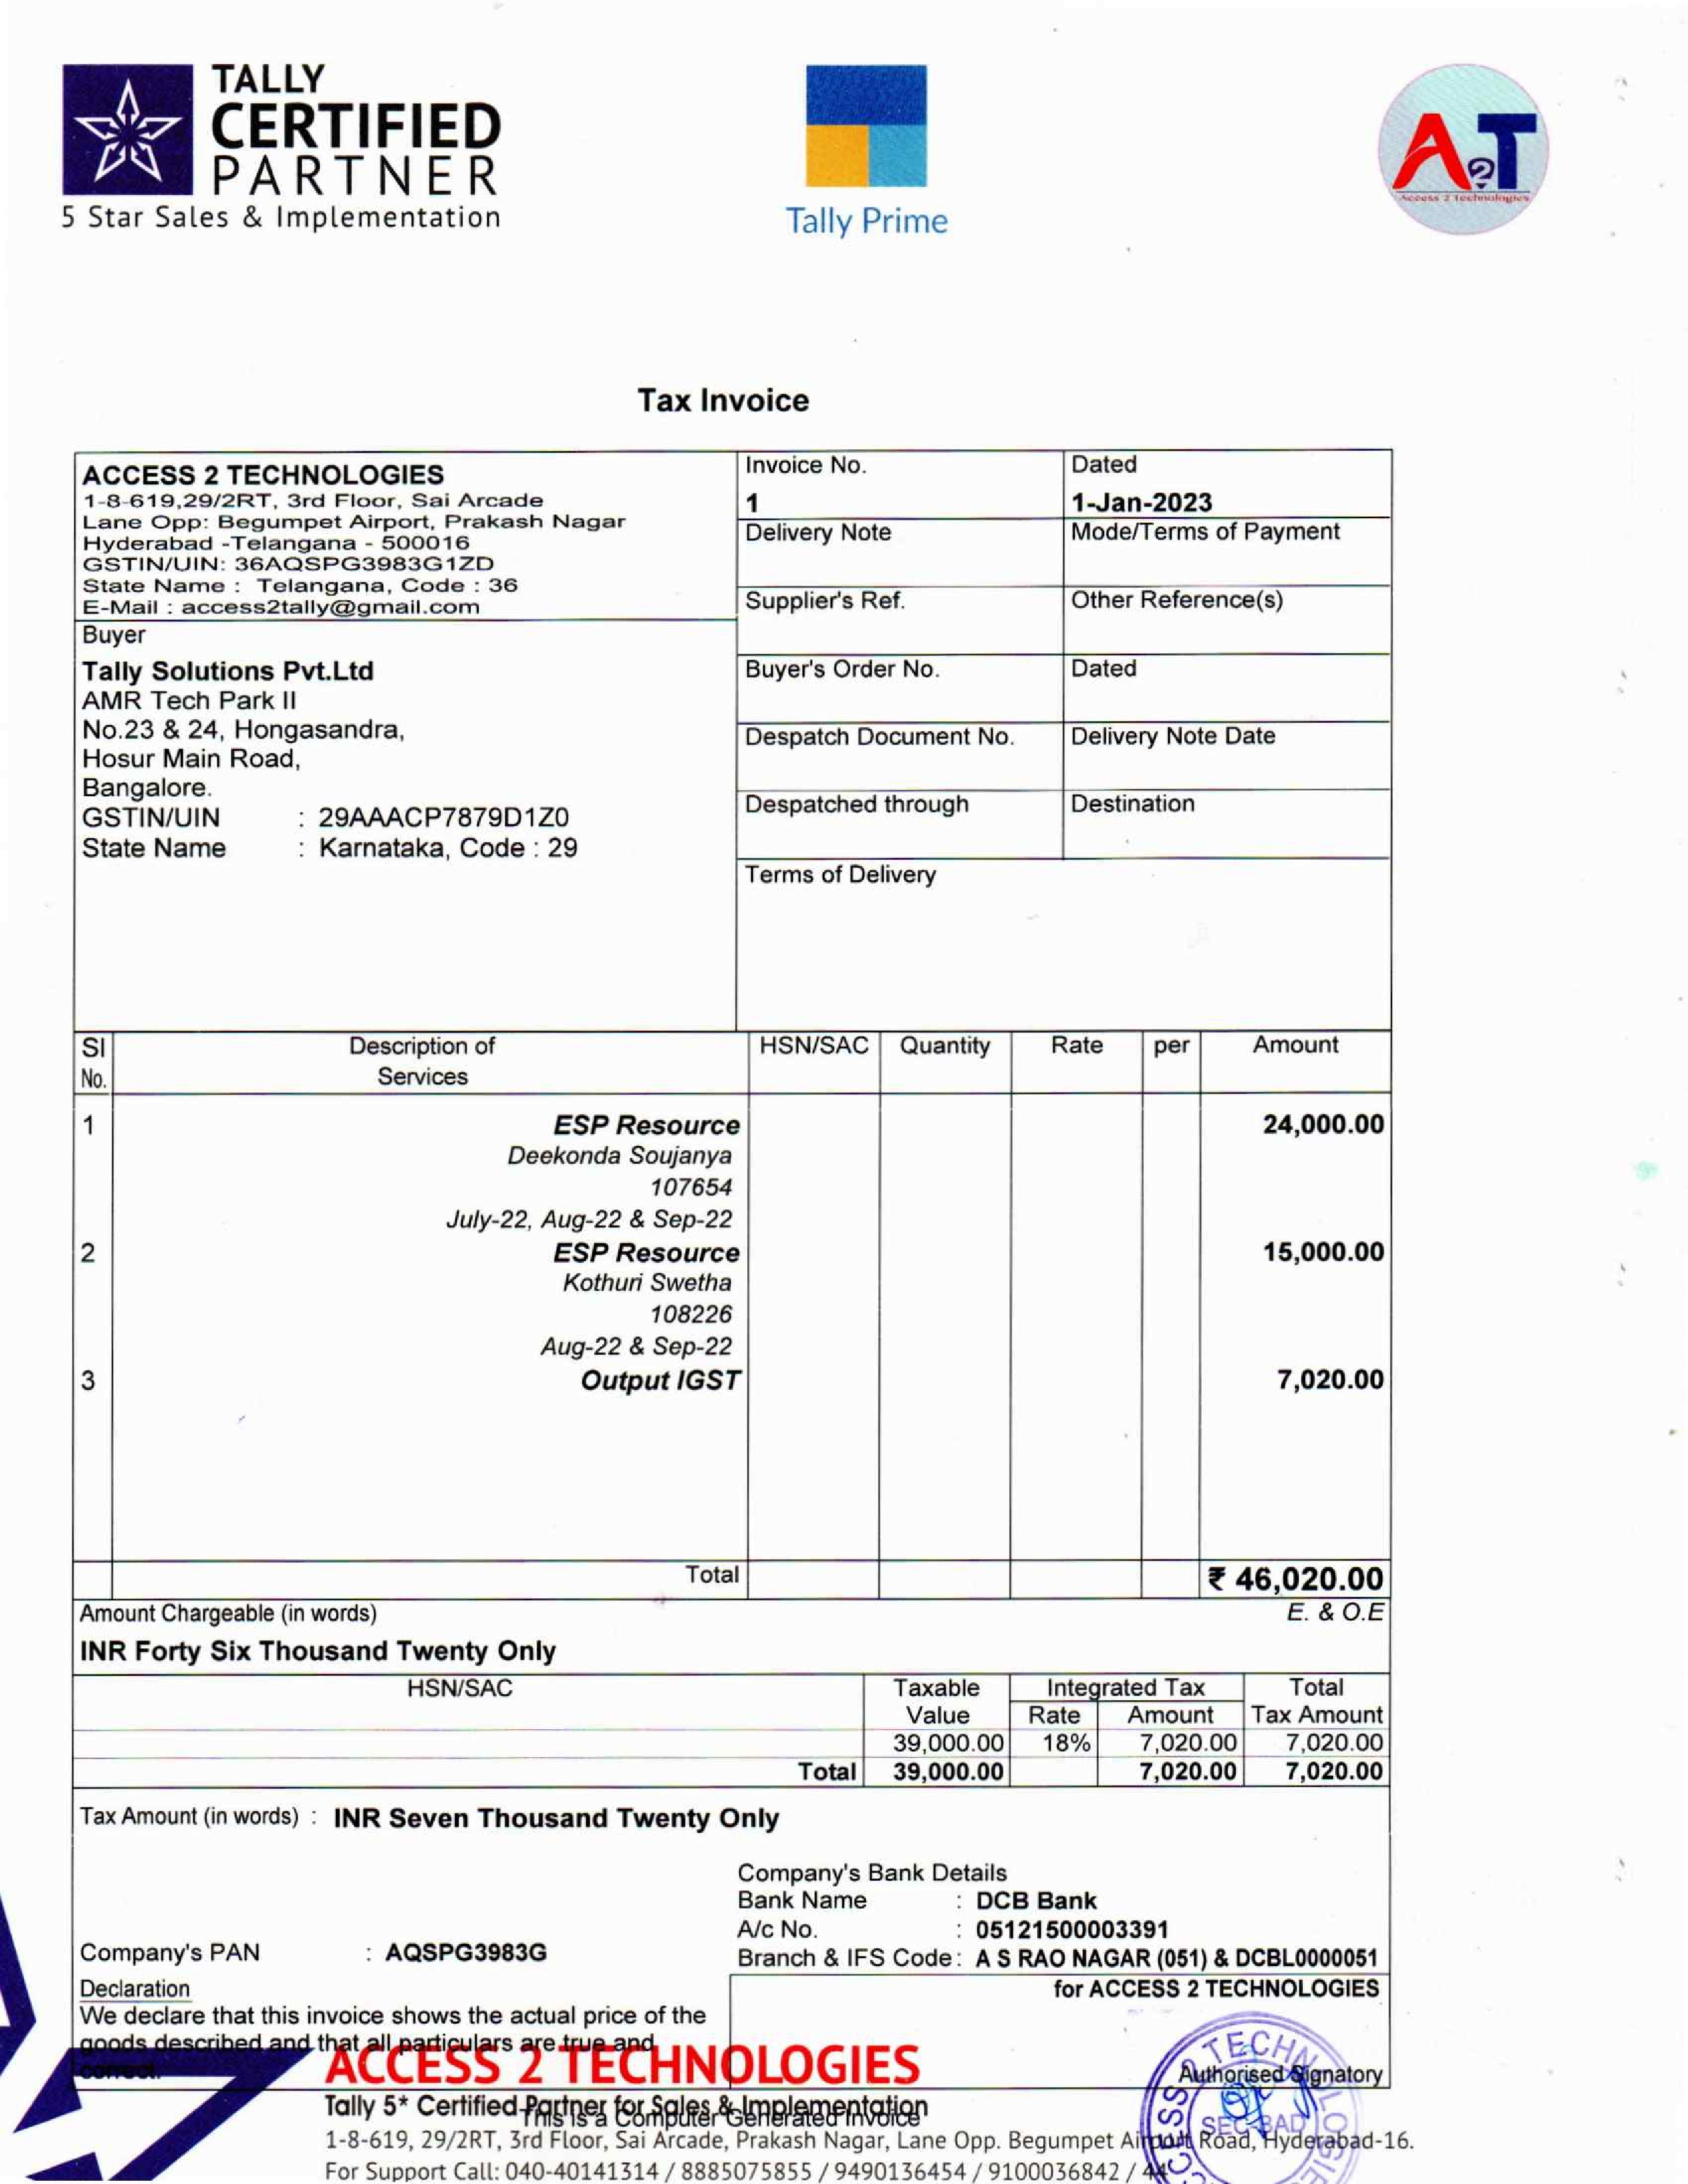 TALLY
CERTIFIED
PARTNER
5 Star Sales & Implementation
Tally Prime
A2T
Access 2 Technologies
Tax Invoice
ACCESS 2 TECHNOLOGIES
1-8-619,29/2RT, 3rd Floor, Sai Arcade
Lane Opp: Begumpet Airport, Prakash Nagar
Hyderabad -Telangana - 500016
GSTIN/UIN: 36AQSPG3983G1ZD
State Name : Telangana, Code : 36
E-Mail : access2tally@gmail.com
Invoice No. Dated
1 1-Jan-2023
Delivery Note Mode/Terms of Payment
Supplier's Ref. Other Reference(s)
Buyer
Tally Solutions Pvt.Ltd
AMR Tech Park II
No.23 & 24, Hongasandra,
Hosur Main Road,
Bangalore.
GSTIN/UIN : 29AAACP7879D1Z0
State Name : Karnataka, Code : 29
Buyer's Order No. Dated
Despatch Document No. Delivery Note Date
Despatched through Destination
Terms of Delivery
SI No. Description of Services HSN/SAC Quantity Rate per Amount
1 ESP Resource 24,000.00
Deekonda Soujanya
107654
July-22, Aug-22 & Sep-22
2 ESP Resource 15,000.00
Kothuri Swetha
108226
Aug-22 & Sep-22
3 Output IGST 7,020.00
Total ₹ 46,020.00
Amount Chargeable (in words) E. & O.E
INR Forty Six Thousand Twenty Only
HSN/SAC Taxable Value Integrated Tax Total Tax Amount
Rate Amount
39,000.00 18% 7,020.00 7,020.00
Total 39,000.00 7,020.00 7,020.00
Tax Amount (in words) : INR Seven Thousand Twenty Only
Company's Bank Details
Bank Name : DCB Bank
A/c No. : 05121500003391
Company's PAN : AQSPG3983G
Branch & IFS Code : A S RAO NAGAR (051) & DCBL0000051
Declaration
We declare that this invoice shows the actual price of the
goods described and that all particulars are true and
correct.
for ACCESS 2 TECHNOLOGIES
Authorised Signatory
ACCESS 2 TECHNOLOGIES
Tally 5* Certified Partner for Sales & Implementation
This is a Computer Generated Invoice
1-8-619, 29/2RT, 3rd Floor, Sai Arcade, Prakash Nagar, Lane Opp. Begumpet Airport Road, Hyderabad-16.
For Support Call: 040-40141314 / 8885075855 / 9490136454 / 9100036842 /
SEC-BAD